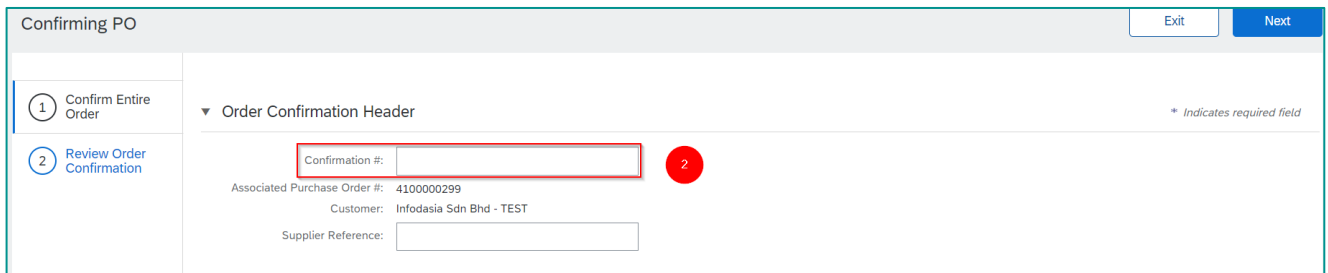 Confirming PO
Exit
Next
1
Confirm Entire
Order
2
Review Order
Confirmation
▼ Order Confirmation Header
* Indicates required field
Confirmation #:
2
Associated Purchase Order #: 4100000299
Customer: Infodasia Sdn Bhd - TEST
Supplier Reference: